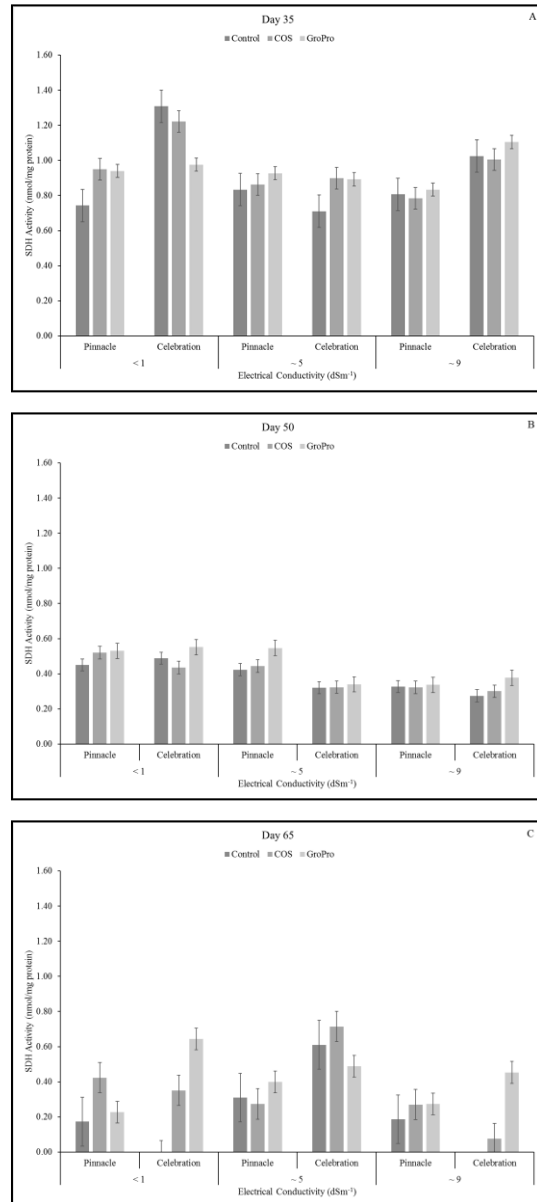 Day 35
A
Control COS GroPro
1.60
1.40
1.20
1.00
0.80
0.60
0.40
0.20
0.00
SDH Activity (nmol/mg protein)
Pinnacle Celebration Pinnacle Celebration Pinnacle Celebration
< 1 ~ 5 ~ 9
Electrical Conductivity (dSm⁻¹)
Day 50
B
Control COS GroPro
1.60
1.40
1.20
1.00
0.80
0.60
0.40
0.20
0.00
SDH Activity (nmol/mg protein)
Pinnacle Celebration Pinnacle Celebration Pinnacle Celebration
< 1 ~ 5 ~ 9
Electrical Conductivity (dSm⁻¹)
Day 65
C
Control COS GroPro
1.60
1.40
1.20
1.00
0.80
0.60
0.40
0.20
0.00
SDH Activity (nmol/mg protein)
Pinnacle Celebration Pinnacle Celebration Pinnacle Celebration
< 1 ~ 5 ~ 9
Electrical Conductivity (dSm⁻¹)